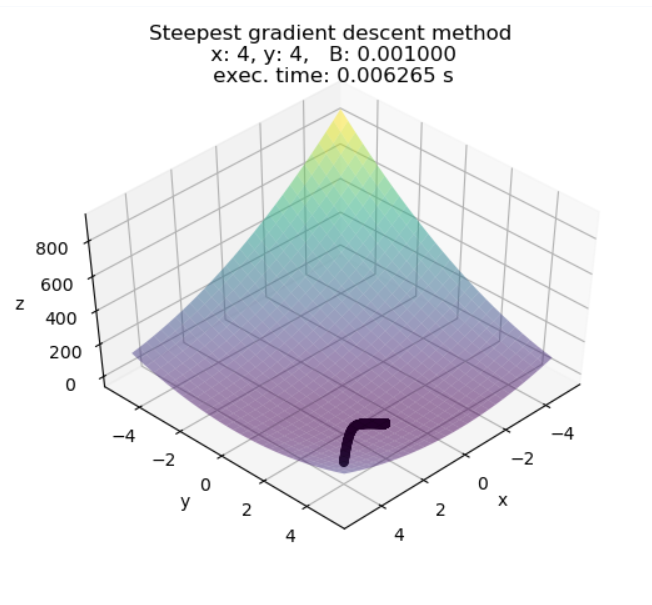 Steepest gradient descent method
x: 4, y: 4,   B: 0.001000
exec. time: 0.006265 s
800
600
z
400
200
0
−4
−2
0
y
2
4
−4
−2
0
x
2
4